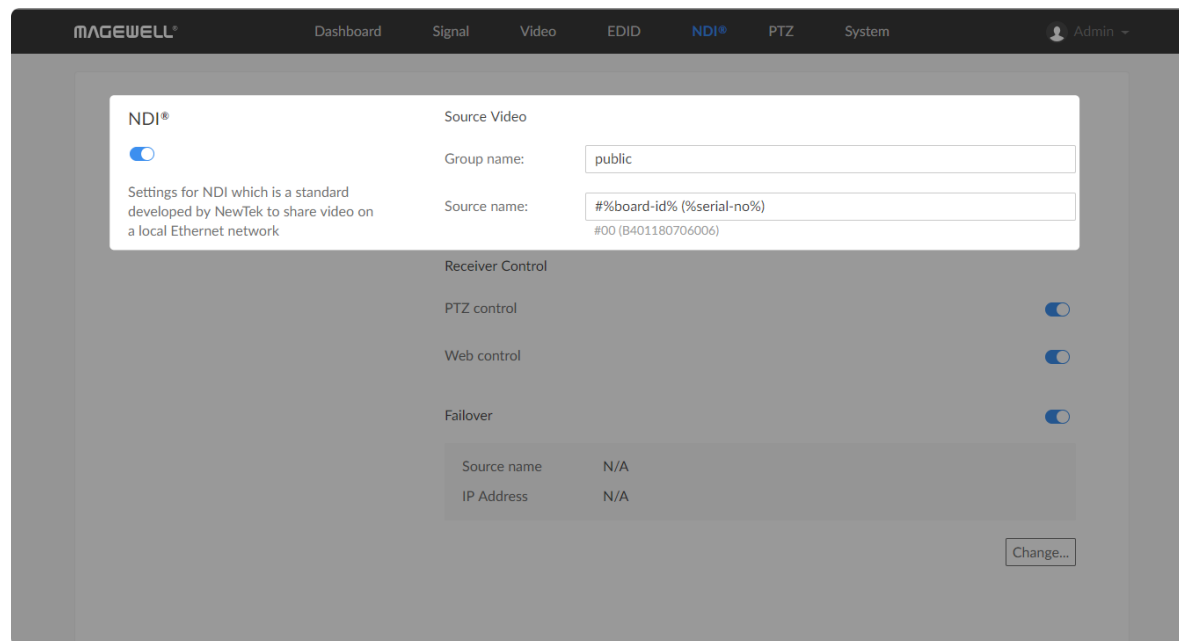 MAGEWELL®
Dashboard Signal Video EDID NDI® PTZ System Admin
NDI®
Settings for NDI which is a standard
developed by NewTek to share video on
a local Ethernet network
Source Video
Group name: public
Source name: #%board-id% (%serial-no%)
#00 (B401180706006)
Receiver Control
PTZ control
Web control
Failover
Source name N/A
IP Address N/A
Change...